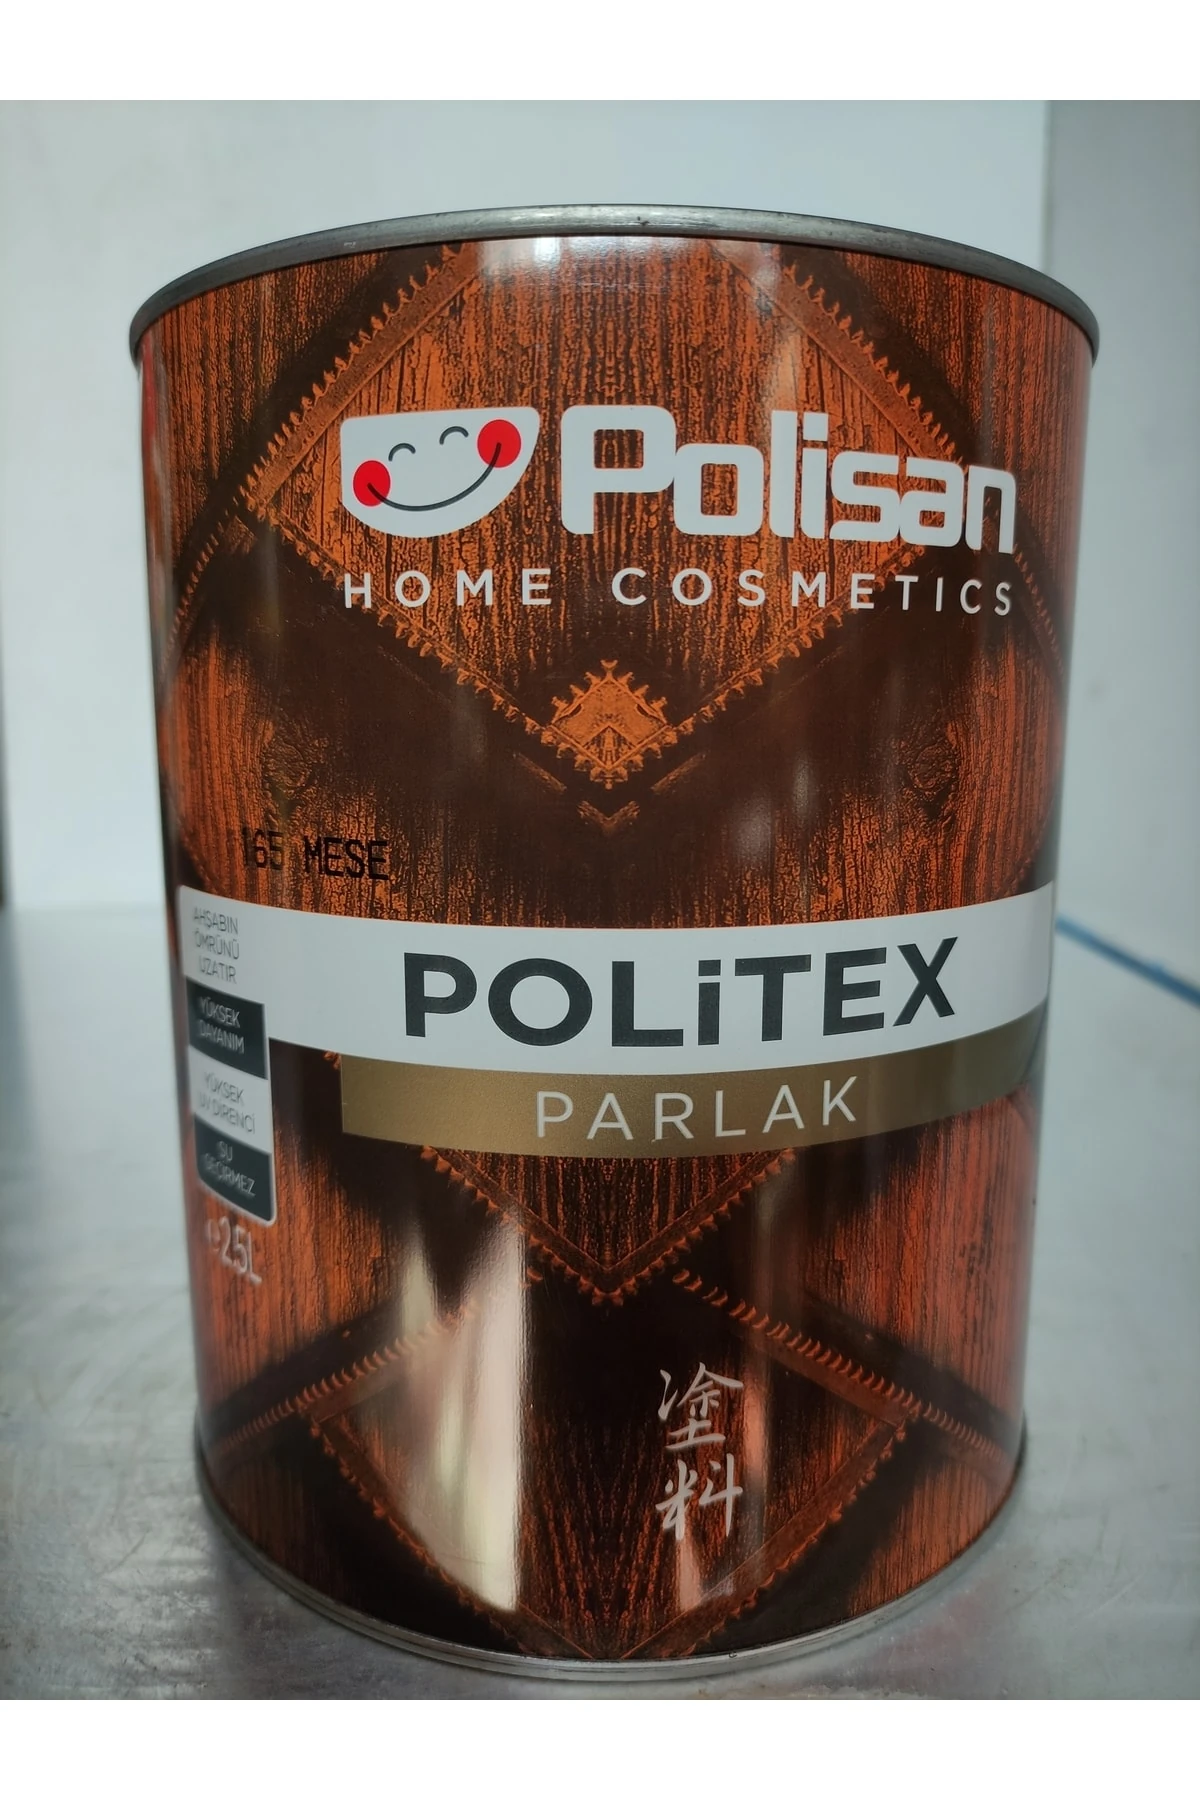 Polisan
HOME COSMETICS
165 MESE
AHŞABIN
ÖMRÜNÜ
UZATIR
YÜKSEK
DAYANIM
YÜKSEK
UV DİRENCİ
SU
GEÇİRMEZ
POLiTEX
PARLAK
2.5L
塗
料